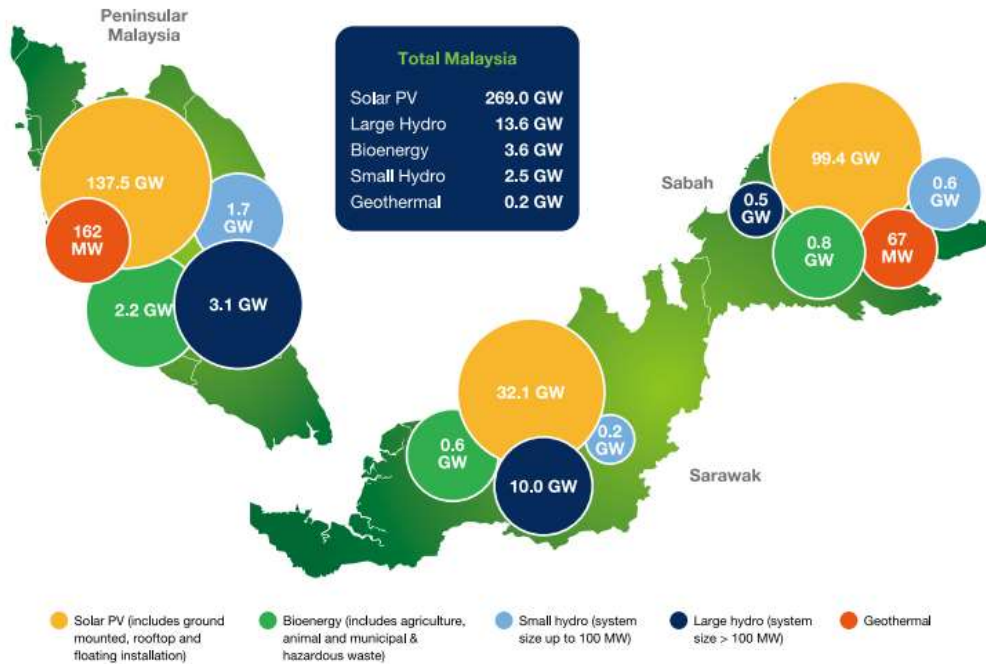 Peninsular
Malaysia
Total Malaysia
Solar PV 269.0 GW
Large Hydro 13.6 GW
Bioenergy 3.6 GW
Small Hydro 2.5 GW
Geothermal 0.2 GW
137.5 GW
162
MW
1.7
GW
2.2 GW
3.1 GW
Sabah
99.4 GW
0.5
GW
0.6
GW
0.8
GW
67
MW
32.1 GW
0.6
GW
0.2
GW
10.0 GW
Sarawak
Solar PV (includes ground
mounted, rooftop and
floating installation)
Bioenergy (includes agriculture,
animal and municipal &
hazardous waste)
Small hydro (system
size up to 100 MW)
Large hydro (system
size > 100 MW)
Geothermal